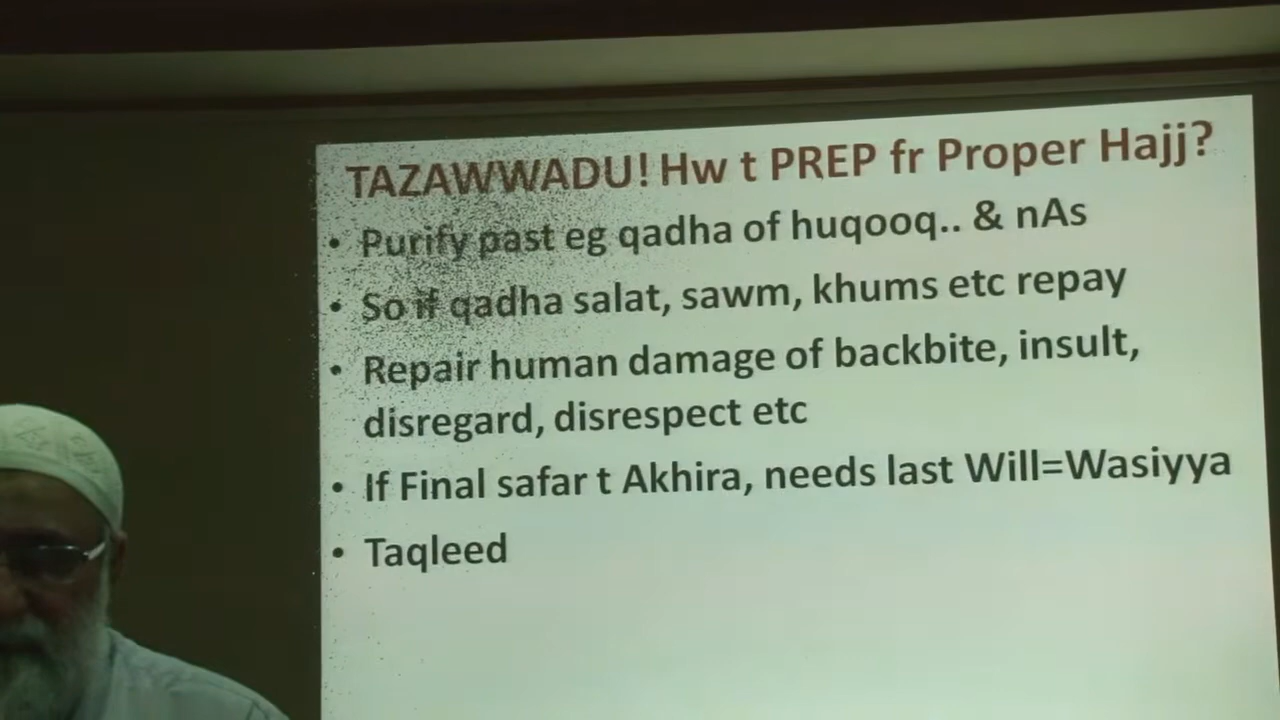 TAZAWWADU! Hw t PREP fr Proper Hajj?
• Purify past eg qadha of huqooq.. & nAs
• So if qadha salat, sawm, khums etc repay
• Repair human damage of backbite, insult,
disregard, disrespect etc
• If Final safar t Akhira, needs last Will=Wasiyya
• Taqleed